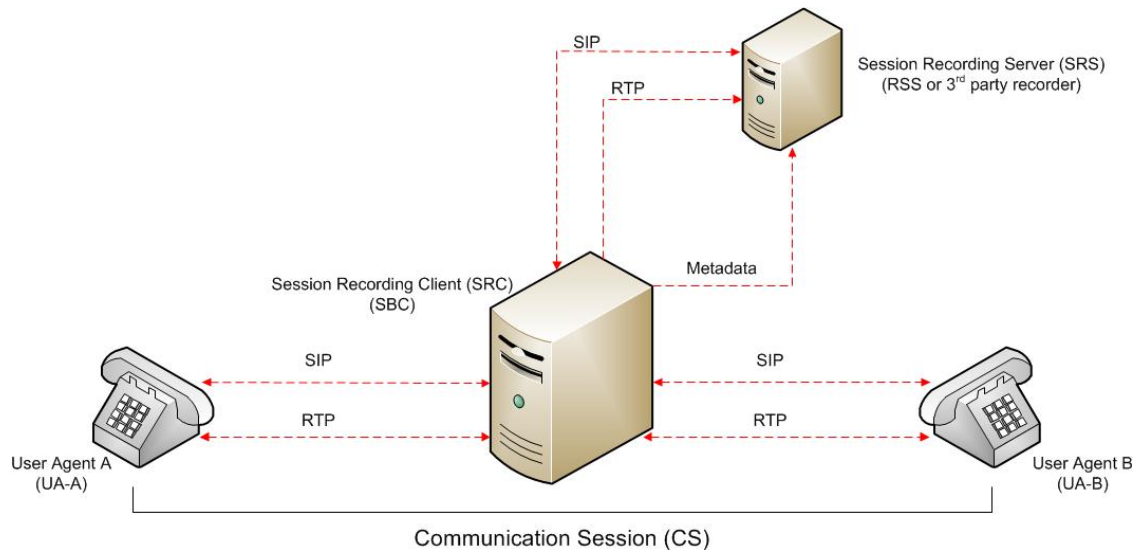 SIP
RTP
Session Recording Server (SRS)
(RSS or 3rd party recorder)
Session Recording Client (SRC)
(SBC)
Metadata
SIP
RTP
SIP
RTP
User Agent A
(UA-A)
User Agent B
(UA-B)
Communication Session (CS)